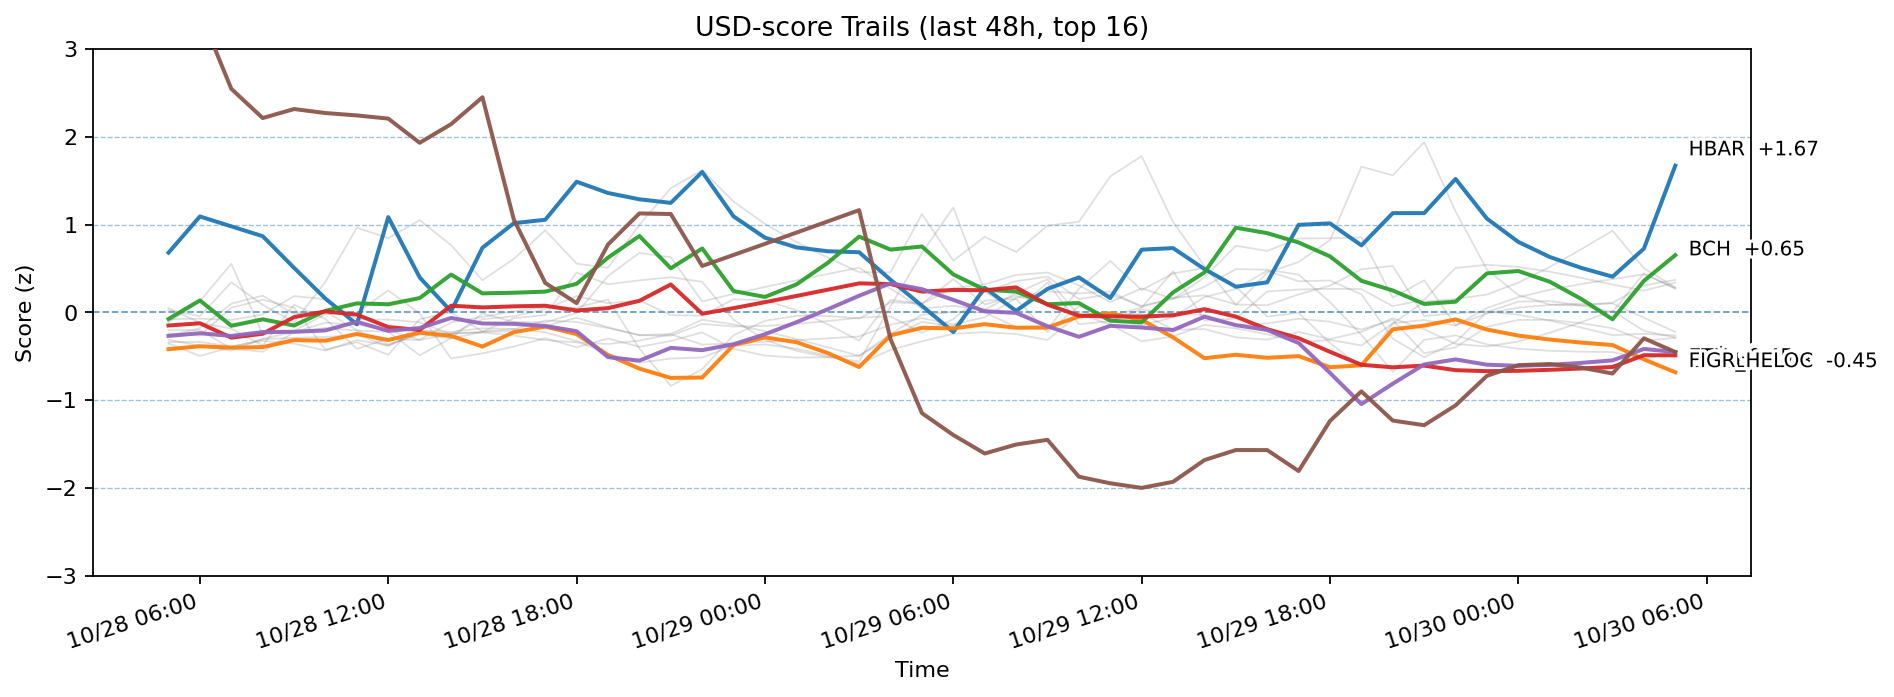 USD-score Trails (last 48h, top 16)
Score (z)
3
2
1
0
−1
−2
−3
HBAR +1.67
BCH +0.65
FIGR_HELOC -0.45
10/28 06:00
10/28 12:00
10/28 18:00
10/29 00:00
10/29 06:00
10/29 12:00
10/29 18:00
10/30 00:00
10/30 06:00
Time